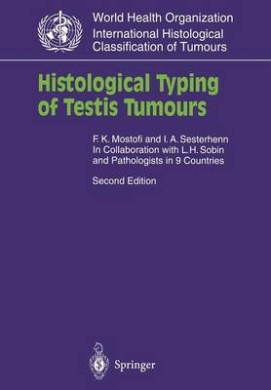 World Health Organization
International Histological
Classification of Tumours
Histological Typing
of Testis Tumours
F. K. Mostofi and I. A. Sesterhenn
In Collaboration with L.H. Sobin
and Pathologists in 9 Countries
Second Edition
Springer